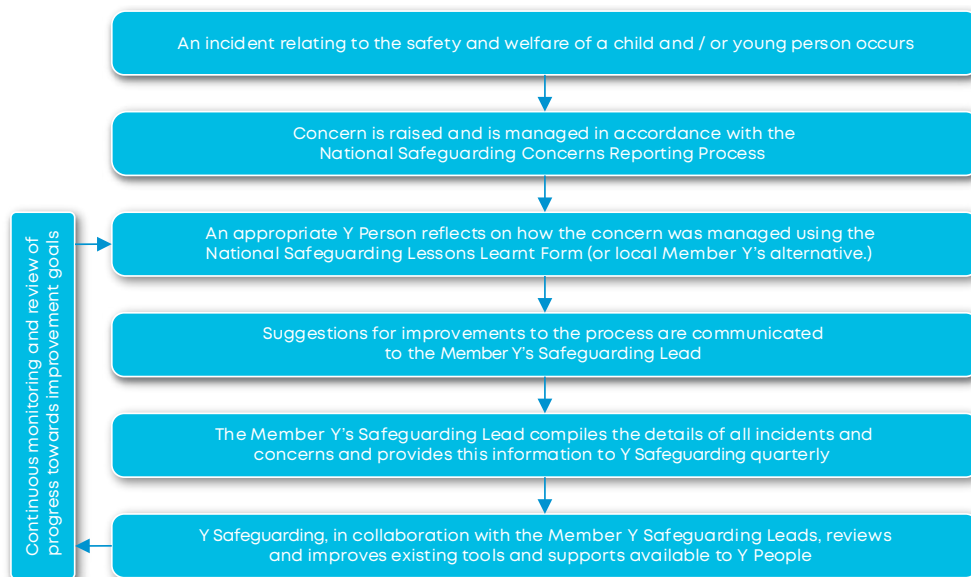 An incident relating to the safety and welfare of a child and / or young person occurs
Concern is raised and is managed in accordance with the
National Safeguarding Concerns Reporting Process
An appropriate Y Person reflects on how the concern was managed using the
National Safeguarding Lessons Learnt Form (or local Member Y's alternative.)
Suggestions for improvements to the process are communicated
to the Member Y's Safeguarding Lead
The Member Y's Safeguarding Lead compiles the details of all incidents and
concerns and provides this information to Y Safeguarding quarterly
Y Safeguarding, in collaboration with the Member Y Safeguarding Leads, reviews
and improves existing tools and supports available to Y People
Continuous monitoring and review of
progress towards improvement goals